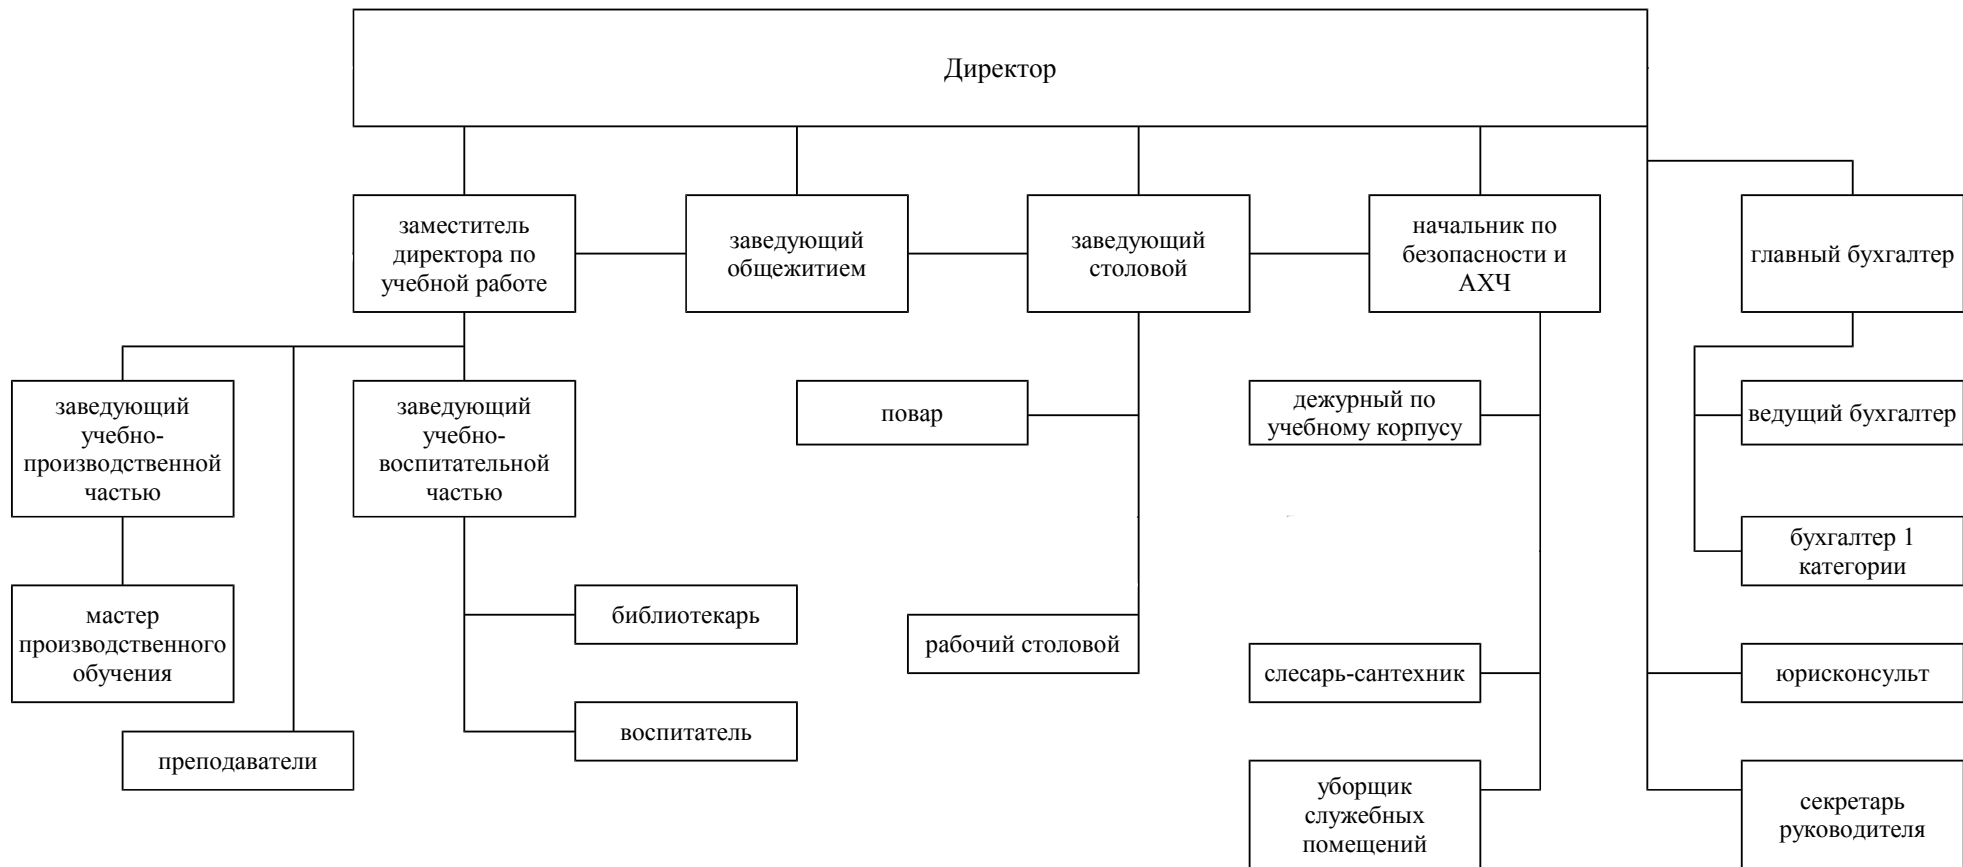 Директор
заместитель
директора по
учебной работе
заведующий
общежитием
заведующий
столовой
начальник по
безопасности и
АХЧ
главный бухгалтер
заведующий
учебно-
производственной
частью
заведующий
учебно-
воспитательной
частью
повар
дежурный по
учебному корпусу
ведущий бухгалтер
бухгалтер 1
категории
мастер
производственного
обучения
библиотекарь
рабочий столовой
слесарь-сантехник
юрисконсульт
воспитатель
преподаватели
уборщик
служебных
помещений
секретарь
руководителя